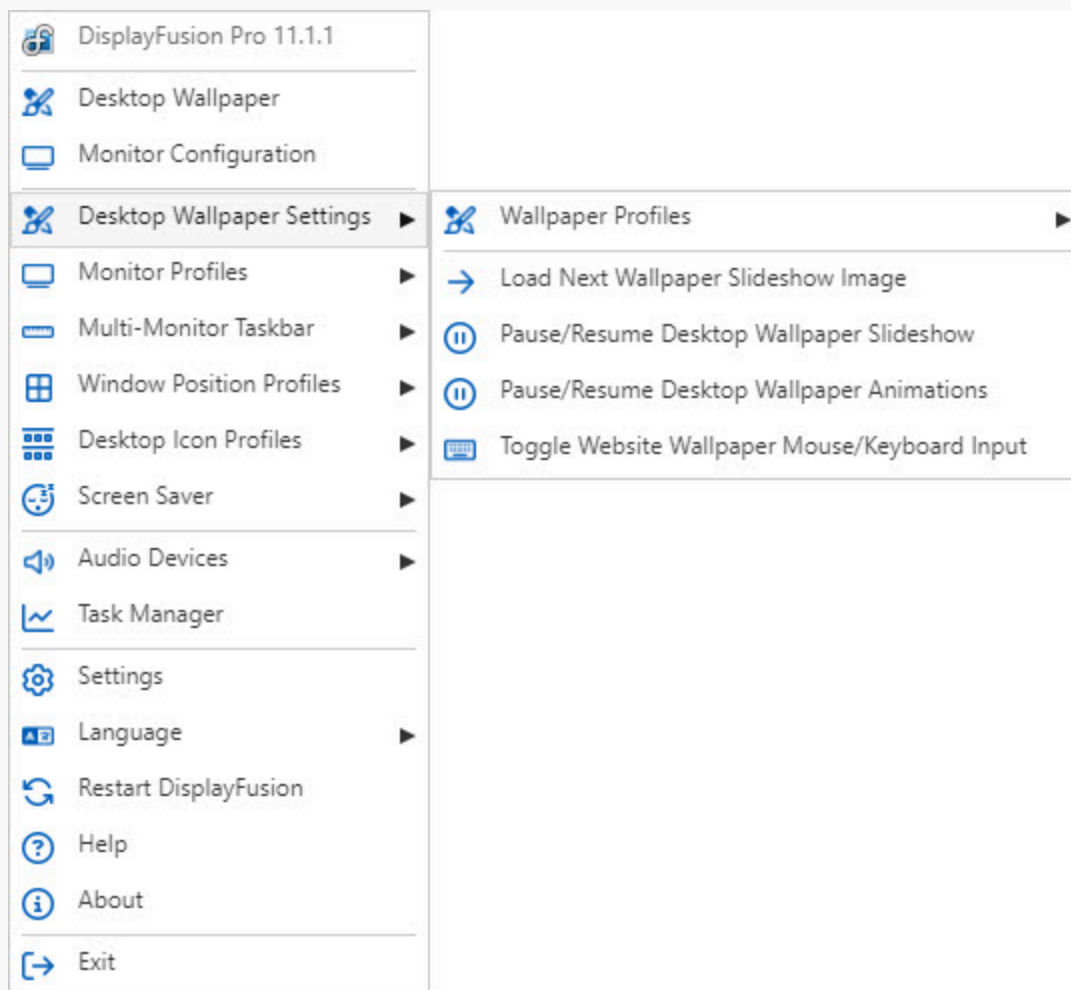 DisplayFusion Pro 11.1.1
Desktop Wallpaper
Monitor Configuration
Desktop Wallpaper Settings
Monitor Profiles
Multi-Monitor Taskbar
Window Position Profiles
Desktop Icon Profiles
Screen Saver
Audio Devices
Task Manager
Settings
Language
Restart DisplayFusion
Help
About
Exit
Wallpaper Profiles
Load Next Wallpaper Slideshow Image
Pause/Resume Desktop Wallpaper Slideshow
Pause/Resume Desktop Wallpaper Animations
Toggle Website Wallpaper Mouse/Keyboard Input